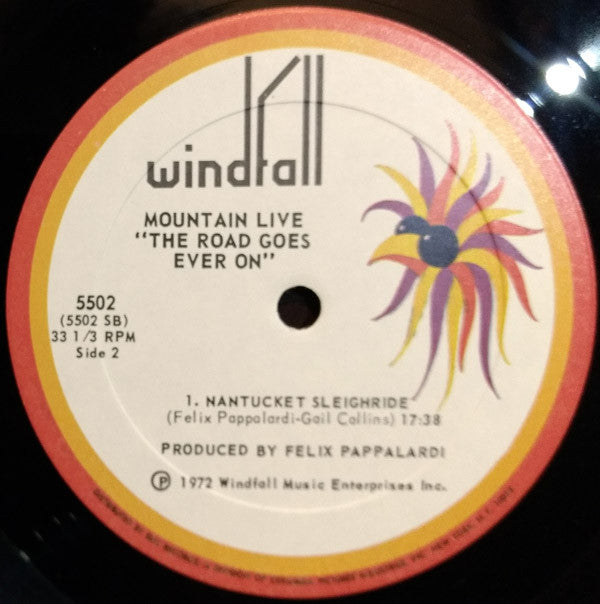 windfall
MOUNTAIN LIVE
"THE ROAD GOES
EVER ON"
5502
(5502 SB)
33 1/3 RPM
Side 2
1. NANTUCKET SLEIGHRIDE
(Felix Pappalardi-Gail Collins) 17:38
PRODUCED BY FELIX PAPPALARDI
Ⓟ 1972 Windfall Music Enterprises Inc.